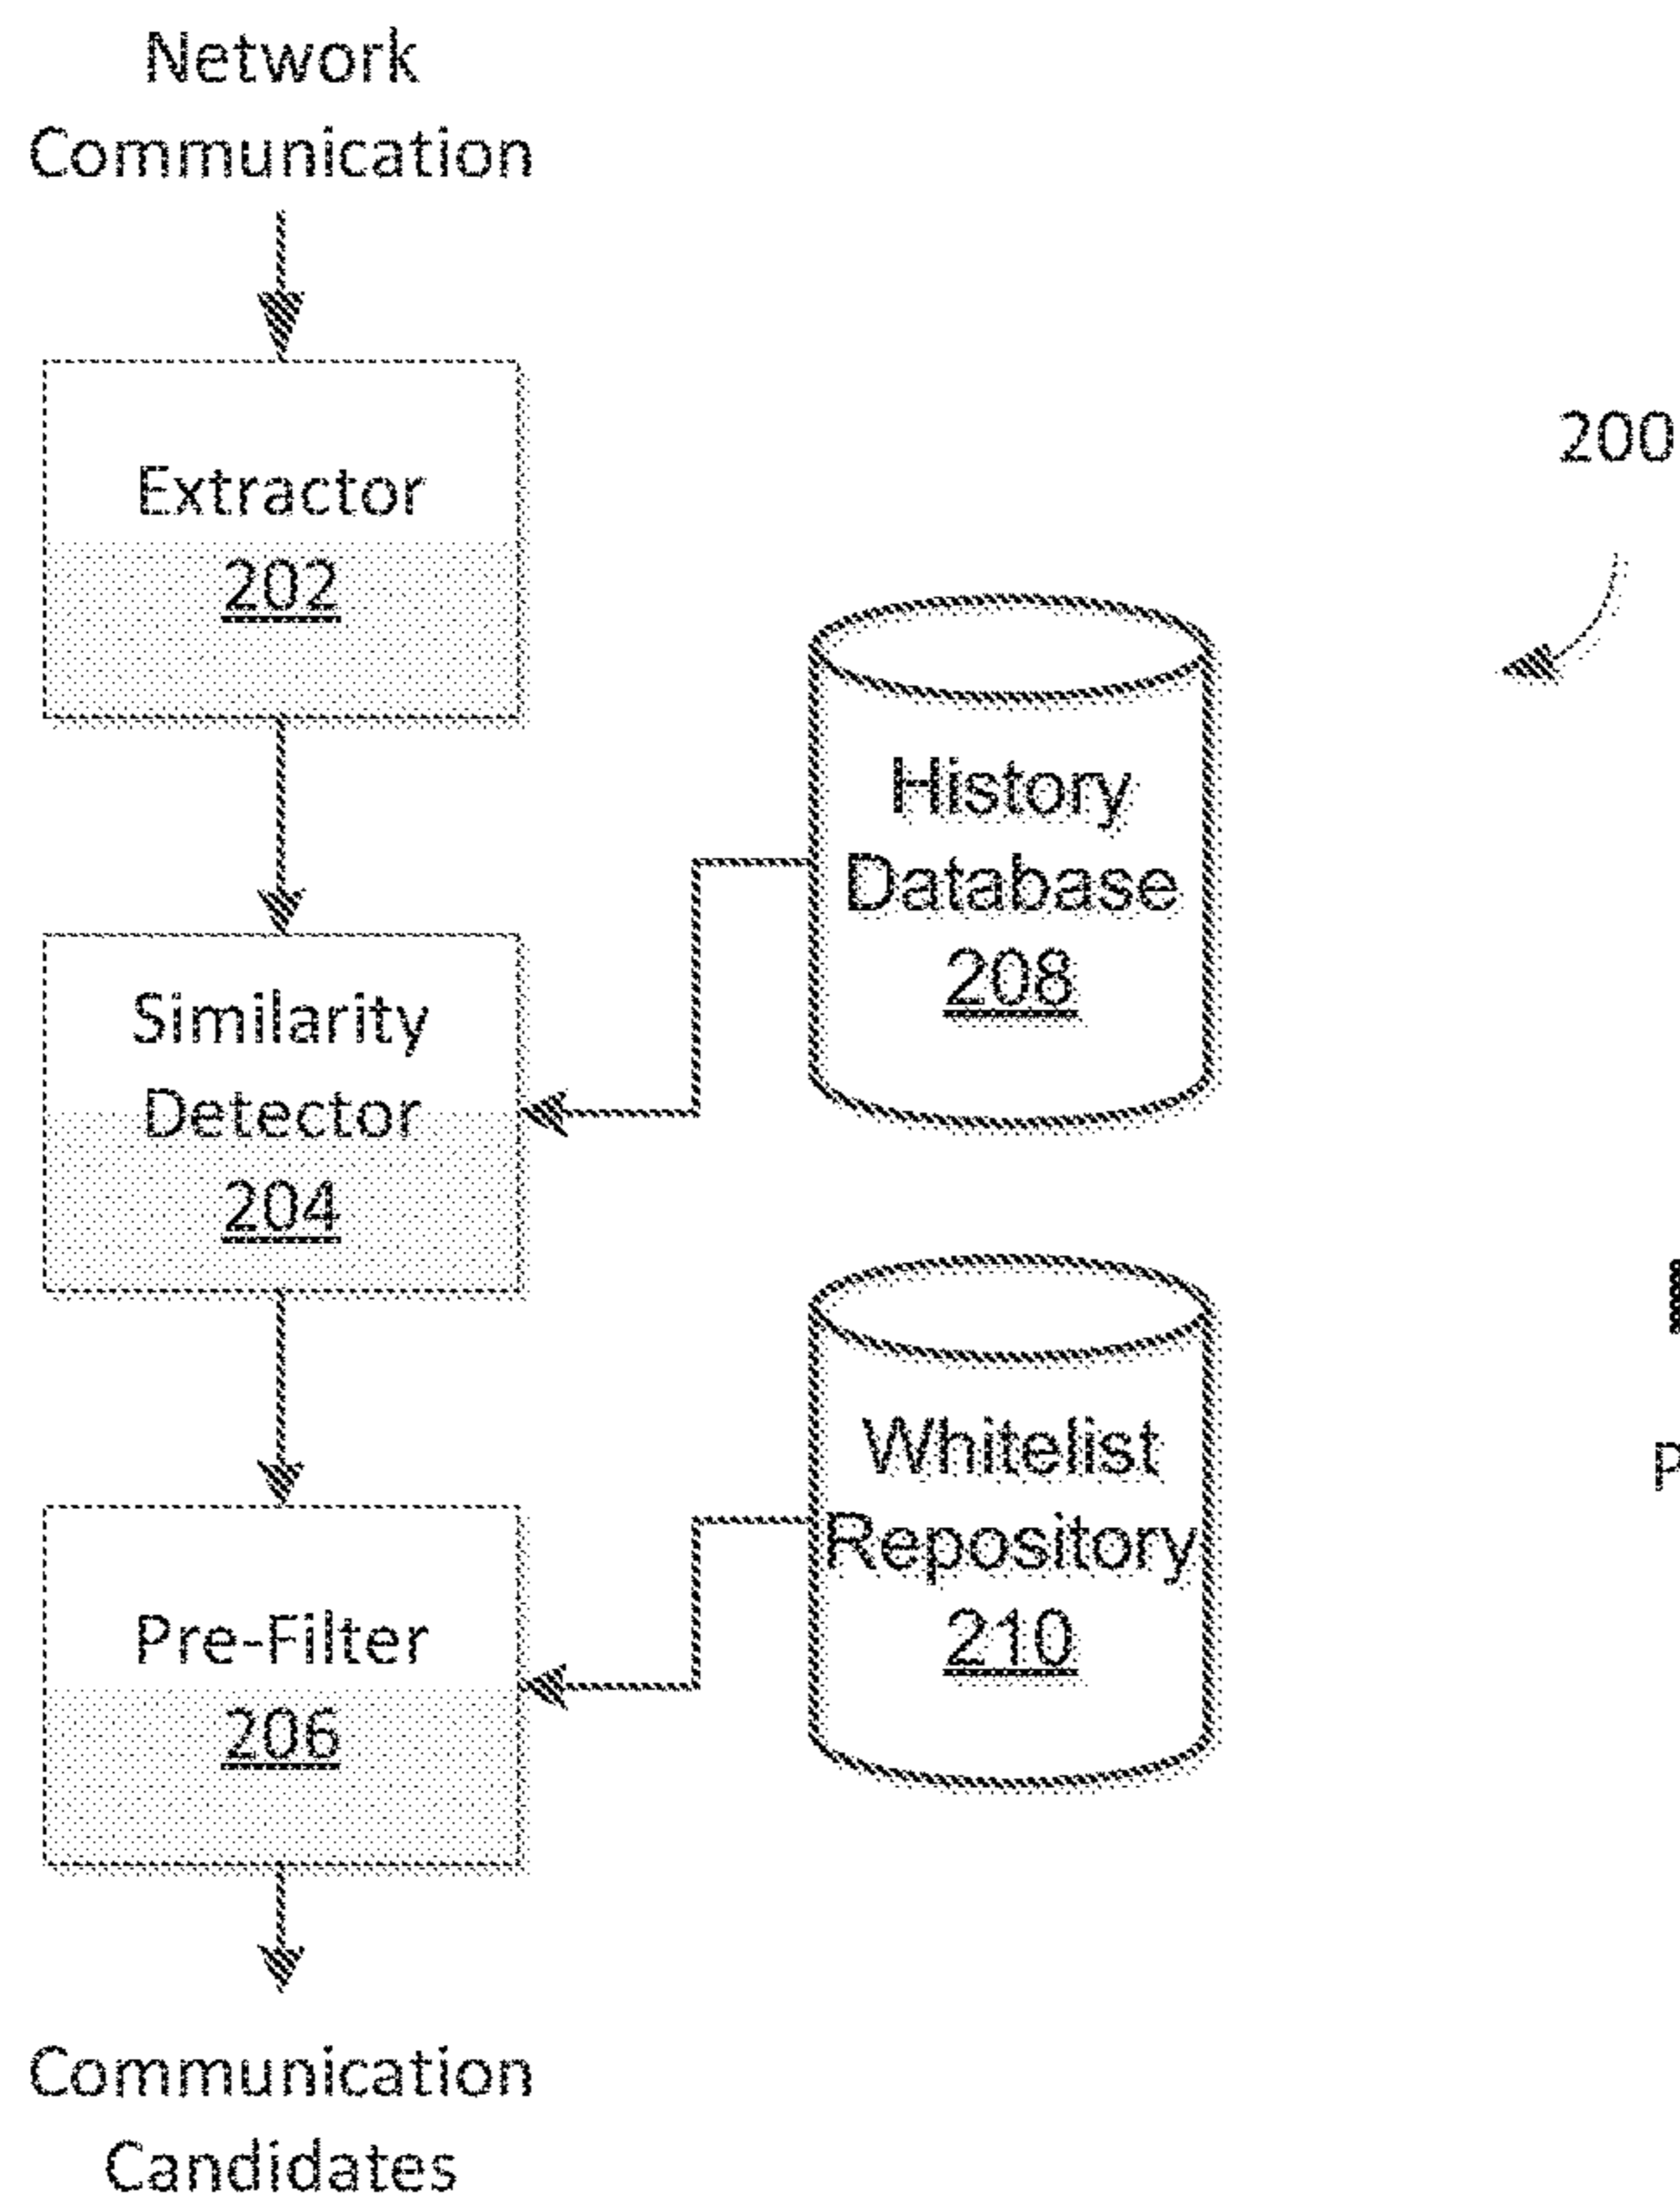 Network
Communication
Extractor
202
200
History
Database
208
Similarity
Detector
204
Whitelist
Repository
210
Pre-Filter
206
Communication
Candidates